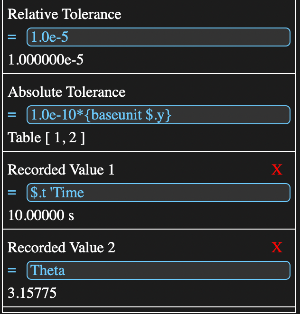 Relative Tolerance
= 1.0e-5
1.000000e-5
Absolute Tolerance
= 1.0e-10*{baseunit $.y}
Table [ 1, 2 ]
Recorded Value 1 X
= $.t 'Time
10.00000 s
Recorded Value 2 X
= Theta
3.15775